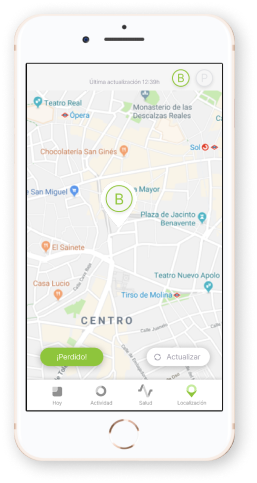 Última actualización 12:38h
B
P
Teatro Real
Ópera
Monasterio de las
Descalzas Reales
Sol
Chocolatería San Ginés
San Miguel
a Mayor
B
Plaza de Jacinto
Benavente
El Sainete
Teatro Nuevo Apolo
Casa Lucio
Tirso de Molina
CENTRO
¡Perdido!
Actualizar
Hoy
Actividad
Salud
Localización